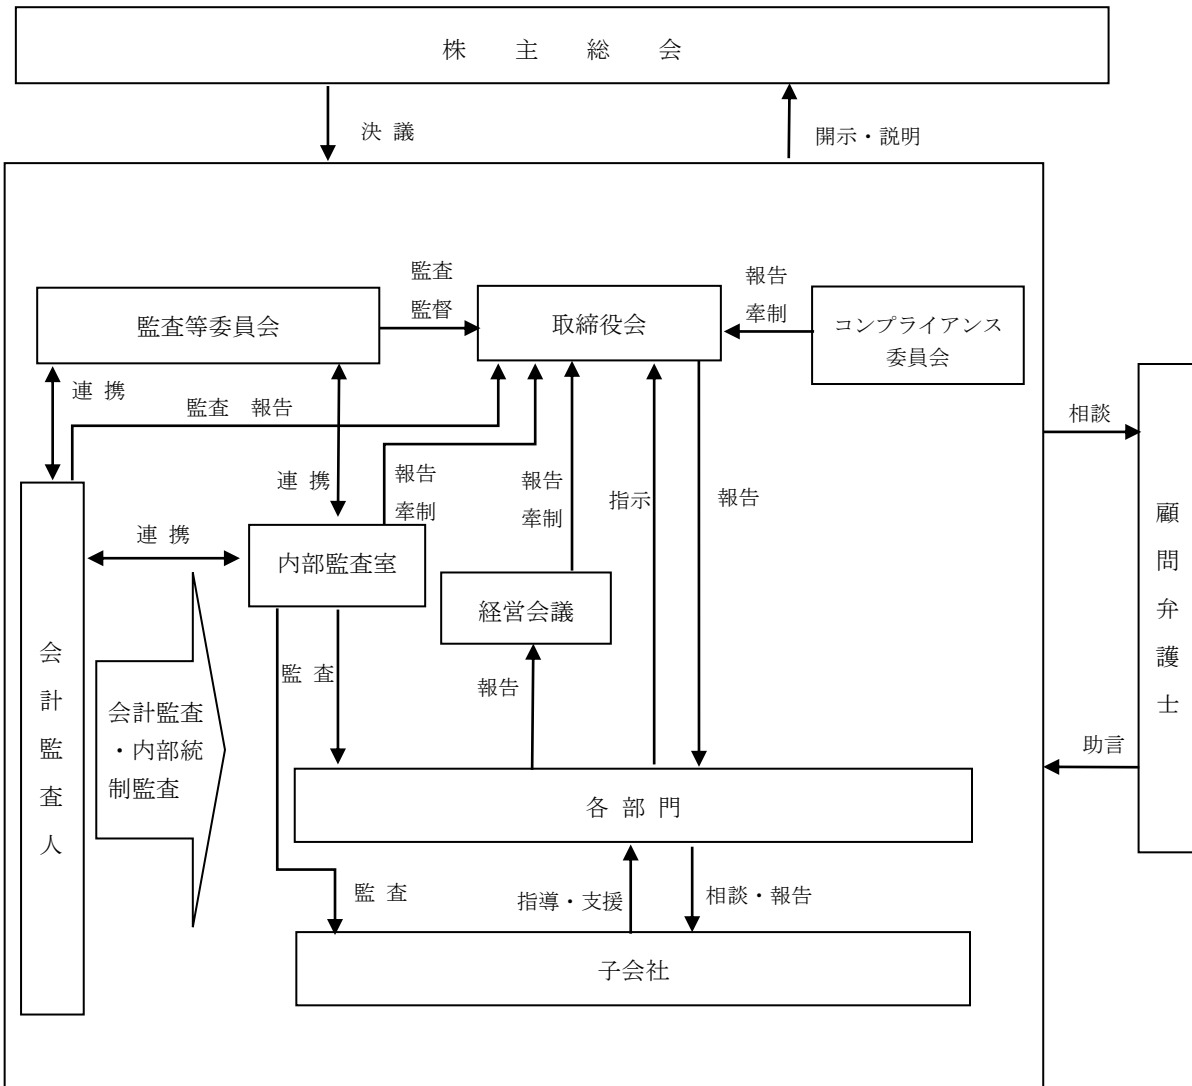 株 主 総 会
決 議
開示・説明
監査
監督
報告
牽制
監査等委員会
取締役会
コンプライアンス
委員会
連 携
監査 報告
相談
連 携
報告
牽制
報告
牽制
指示
報告
連 携
内部監査室
経営会議
顧問弁護士
会計監査人
監 査
報告
会計監査
・内部統
制監査
助言
各 部 門
監 査
指導・支援
相談・報告
子会社